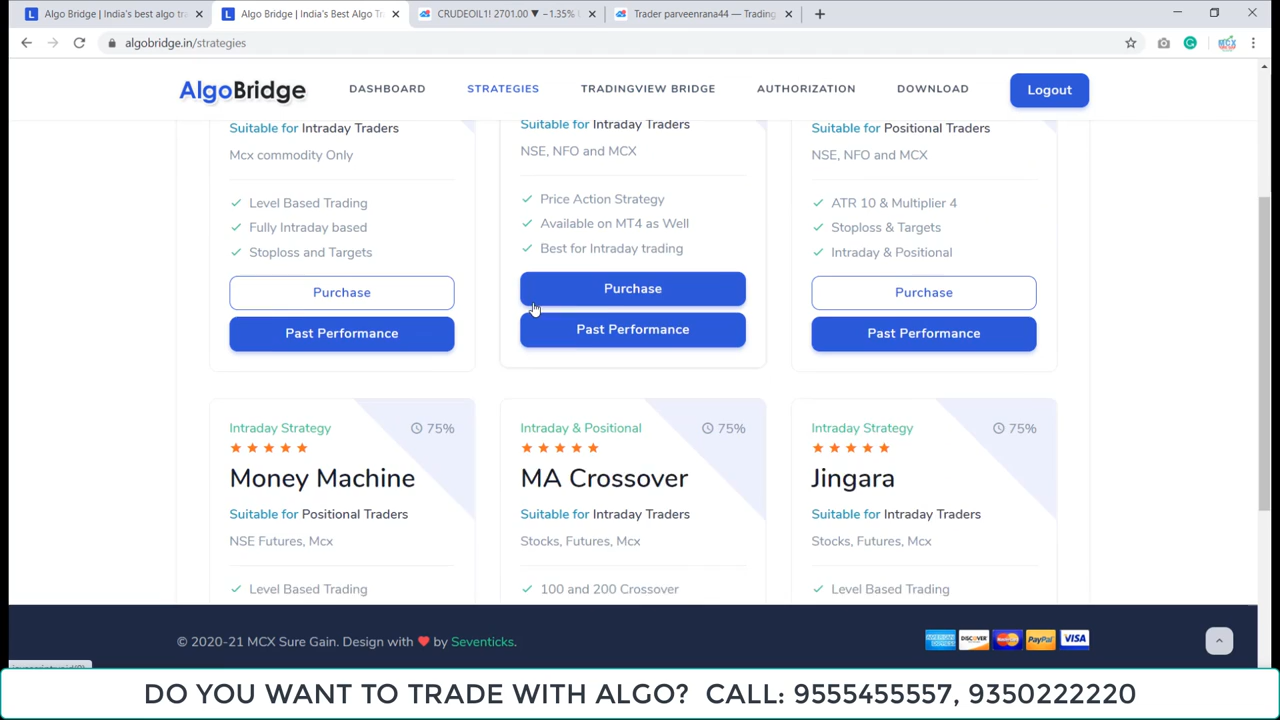 Algo Bridge | India's best algo tra
Algo Bridge | India's Best Algo Tr
CRUDEOIL1! 2701.00 ▼ −1.35%
Trader parveenrana44 — Trading
algobridge.in/strategies
AlgoBridge
DASHBOARD
STRATEGIES
TRADINGVIEW BRIDGE
AUTHORIZATION
DOWNLOAD
Logout
Suitable for Intraday Traders
Mcx commodity Only
Level Based Trading
Fully Intraday based
Stoploss and Targets
Purchase
Past Performance
Suitable for Intraday Traders
NSE, NFO and MCX
Price Action Strategy
Available on MT4 as Well
Best for Intraday trading
Purchase
Past Performance
Suitable for Positional Traders
NSE, NFO and MCX
ATR 10 & Multiplier 4
Stoploss & Targets
Intraday & Positional
Purchase
Past Performance
Intraday Strategy
75%
Money Machine
Suitable for Positional Traders
NSE Futures, Mcx
Level Based Trading
Intraday & Positional
75%
MA Crossover
Suitable for Intraday Traders
Stocks, Futures, Mcx
100 and 200 Crossover
Intraday Strategy
75%
Jingara
Suitable for Intraday Traders
Stocks, Futures, Mcx
Level Based Trading
© 2020-21 MCX Sure Gain. Design with ❤ by Seventicks.
AMERICAN EXPRESS
DISCOVER
MasterCard
PayPal
VISA
DO YOU WANT TO TRADE WITH ALGO? CALL: 9555455557, 9350222220